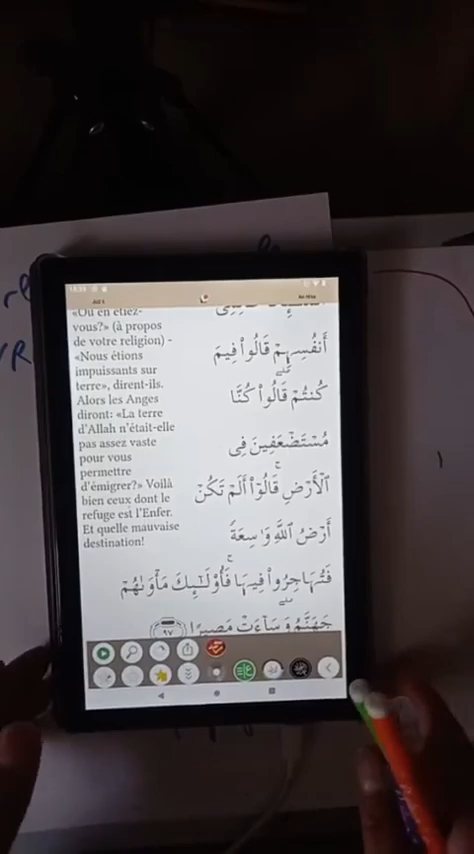 An-Nisa
«Où en étiez-
vous?» (à propos
de votre religion) -
«Nous étions
impuissants sur
terre», dirent-ils.
Alors les Anges
diront: «La terre
d'Allah n'était-elle
pas assez vaste
pour vous
permettre
d'émigrer?» Voilà
bien ceux dont le
refuge est l'Enfer.
Et quelle mauvaise
destination!
أَنفُسِهِمۡ قَالُواْ فِيمَ
كُنتُمۡۖ قَالُواْ كُنَّا
مُسۡتَضۡعَفِينَ فِي
ٱلۡأَرۡضِۚ قَالُوٓاْ أَلَمۡ تَكُنۡ
أَرۡضُ ٱللَّهِ وَٰسِعَةٗ
فَتُهَاجِرُواْ فِيهَاۚ فَأُوْلَٰٓئِكَ مَأۡوَىٰهُمۡ
جَهَنَّمُۖ وَسَآءَتۡ مَصِيرًا ٩٧